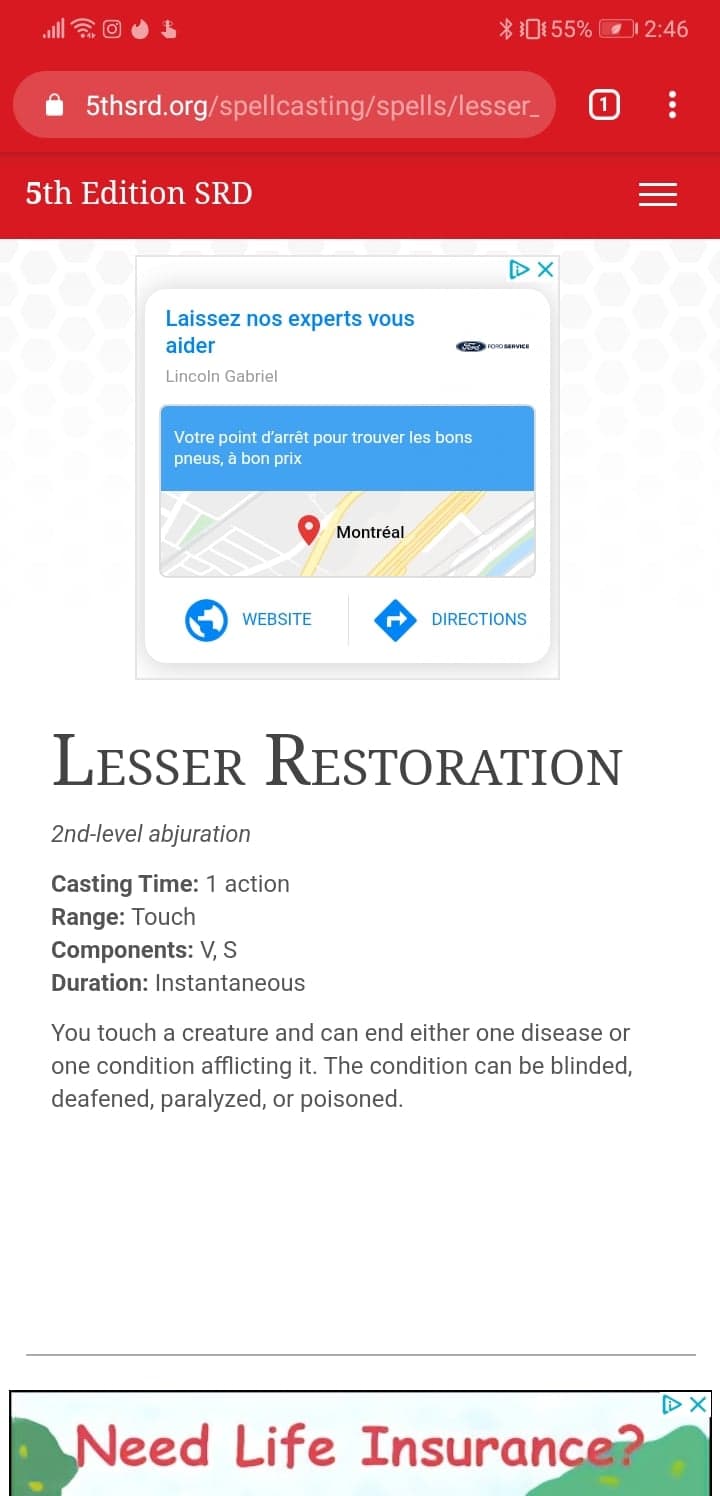 55% 2:46
5thsrd.org/spellcasting/spells/lesser_
1
5th Edition SRD
Laissez nos experts vous
aider
Ford FORD SERVICE
Lincoln Gabriel
Votre point d'arrêt pour trouver les bons
pneus, à bon prix
Montréal
WEBSITE
DIRECTIONS
LESSER RESTORATION
2nd-level abjuration
Casting Time: 1 action
Range: Touch
Components: V, S
Duration: Instantaneous
You touch a creature and can end either one disease or
one condition afflicting it. The condition can be blinded,
deafened, paralyzed, or poisoned.
Need Life Insurance?